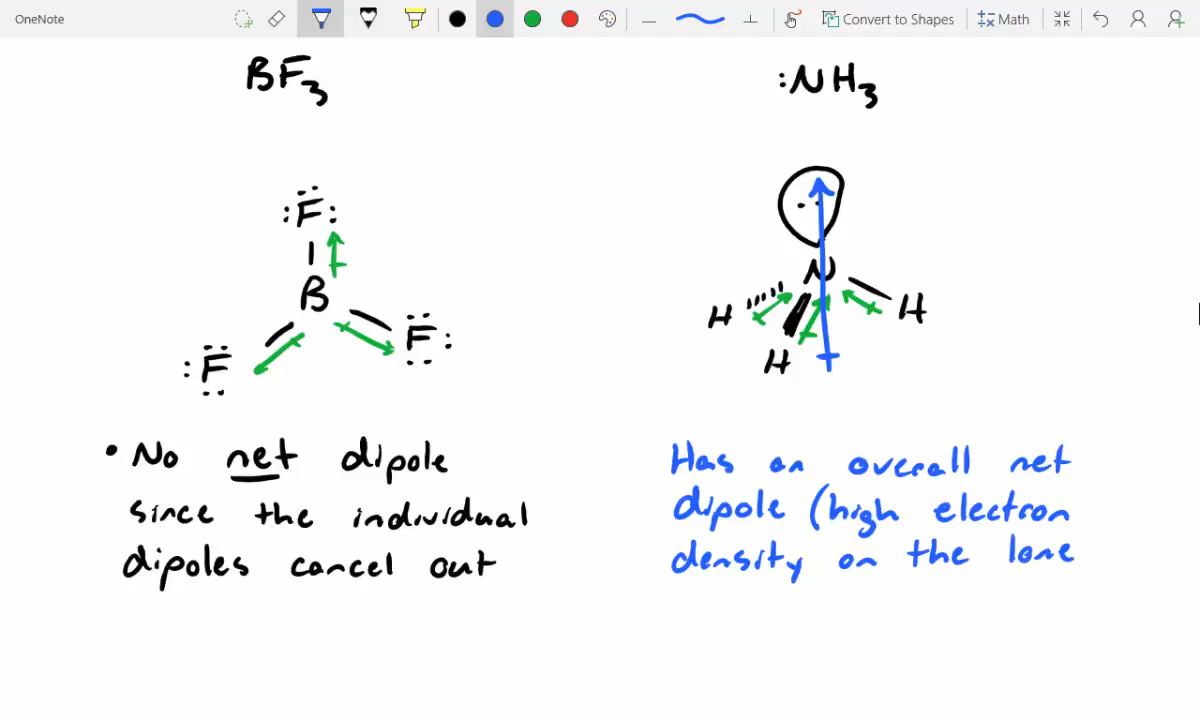 OneNote
Convert to Shapes
Math
BF3
:NH3
F
B
F
F
N
H
H
H
• No net dipole
since the individual
dipoles cancel out
Has an overall net
dipole (high electron
density on the lone